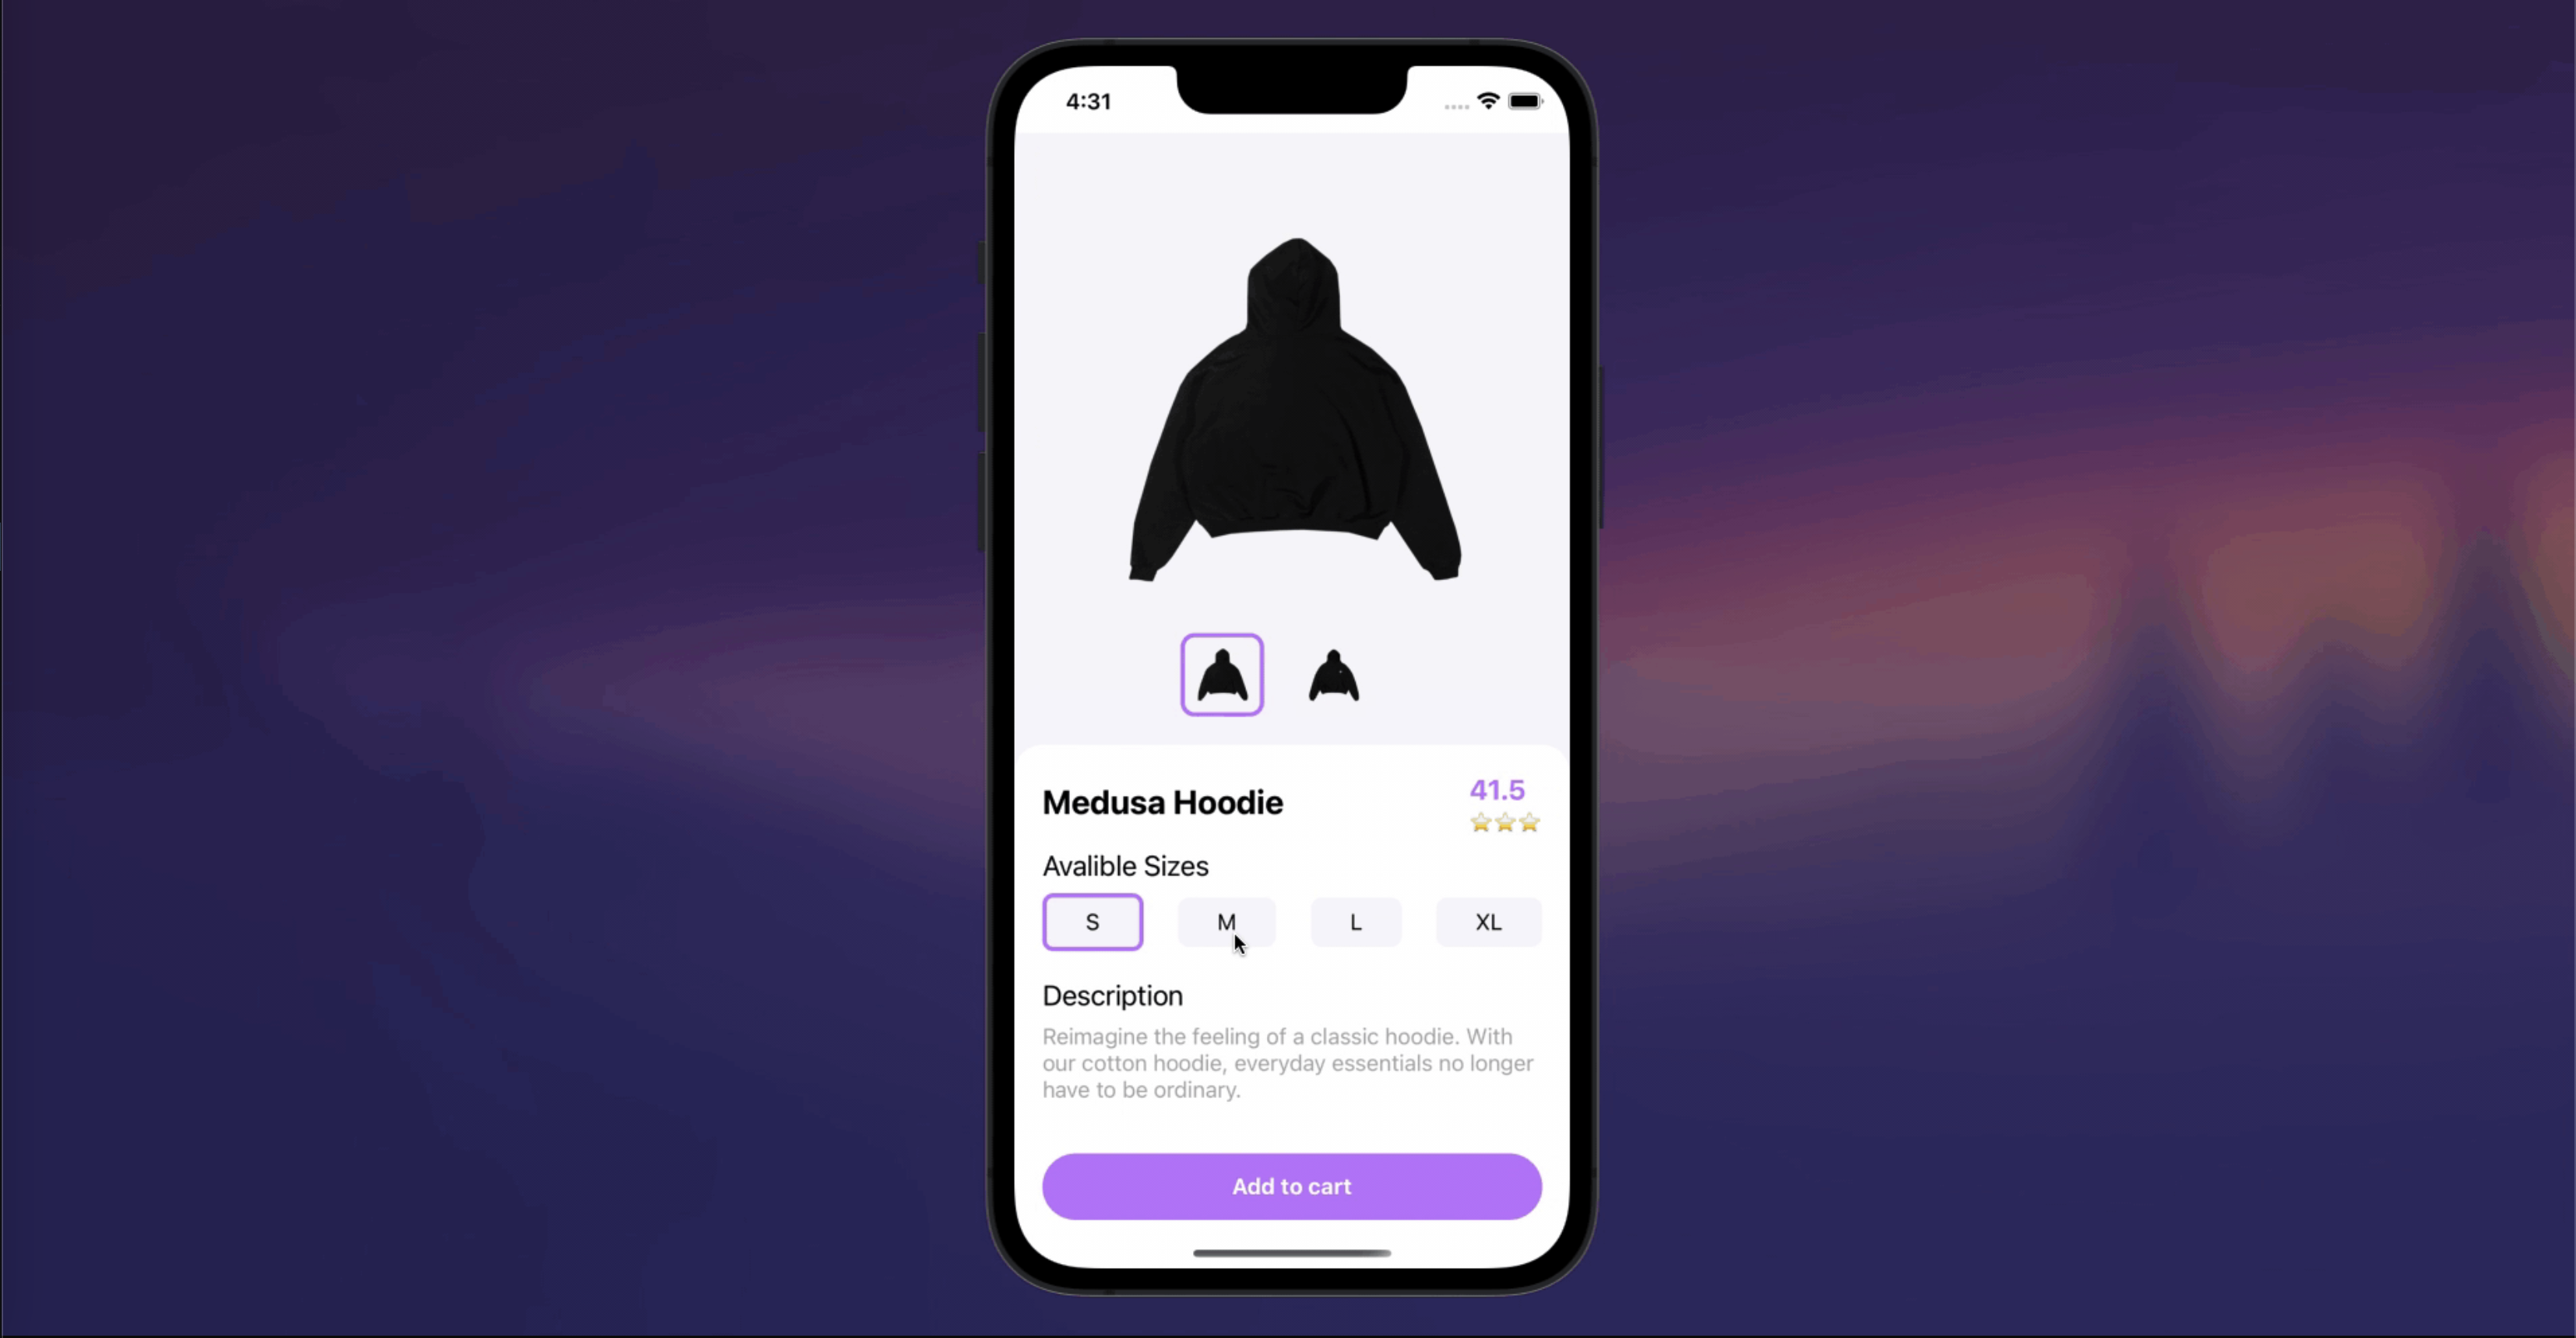 4:31
Medusa Hoodie
41.5
⭐⭐⭐
Avalible Sizes
S M L XL
Description
Reimagine the feeling of a classic hoodie. With
our cotton hoodie, everyday essentials no longer
have to be ordinary.
Add to cart